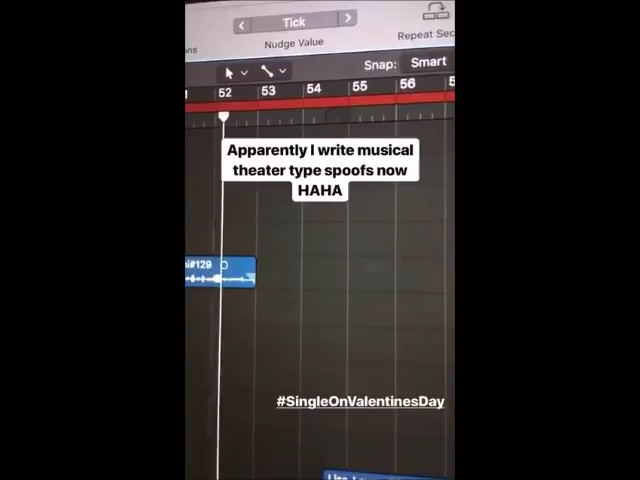 Tick
Nudge Value
Repeat Sec
Snap: Smart
52 53 54 55 56
Apparently I write musical
theater type spoofs now
HAHA
#129
#SingleOnValentinesDay